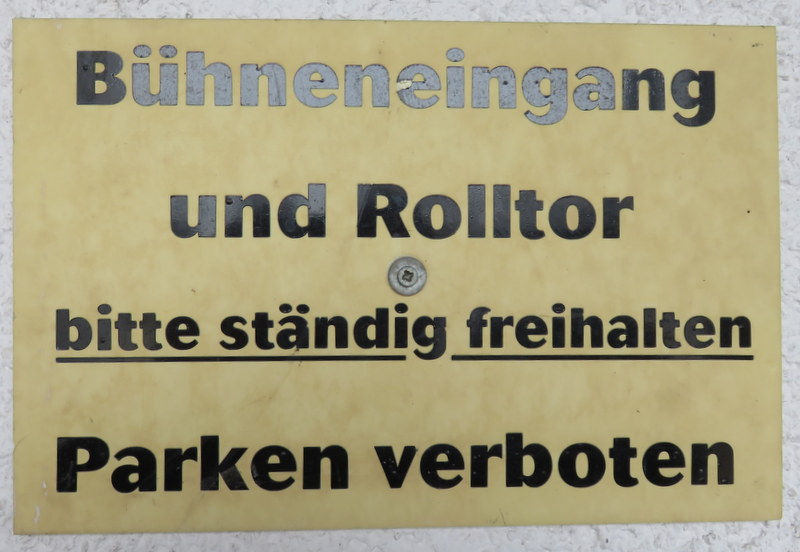 Bühneneingang
und Rolltor
bitte ständig freihalten
Parken verboten